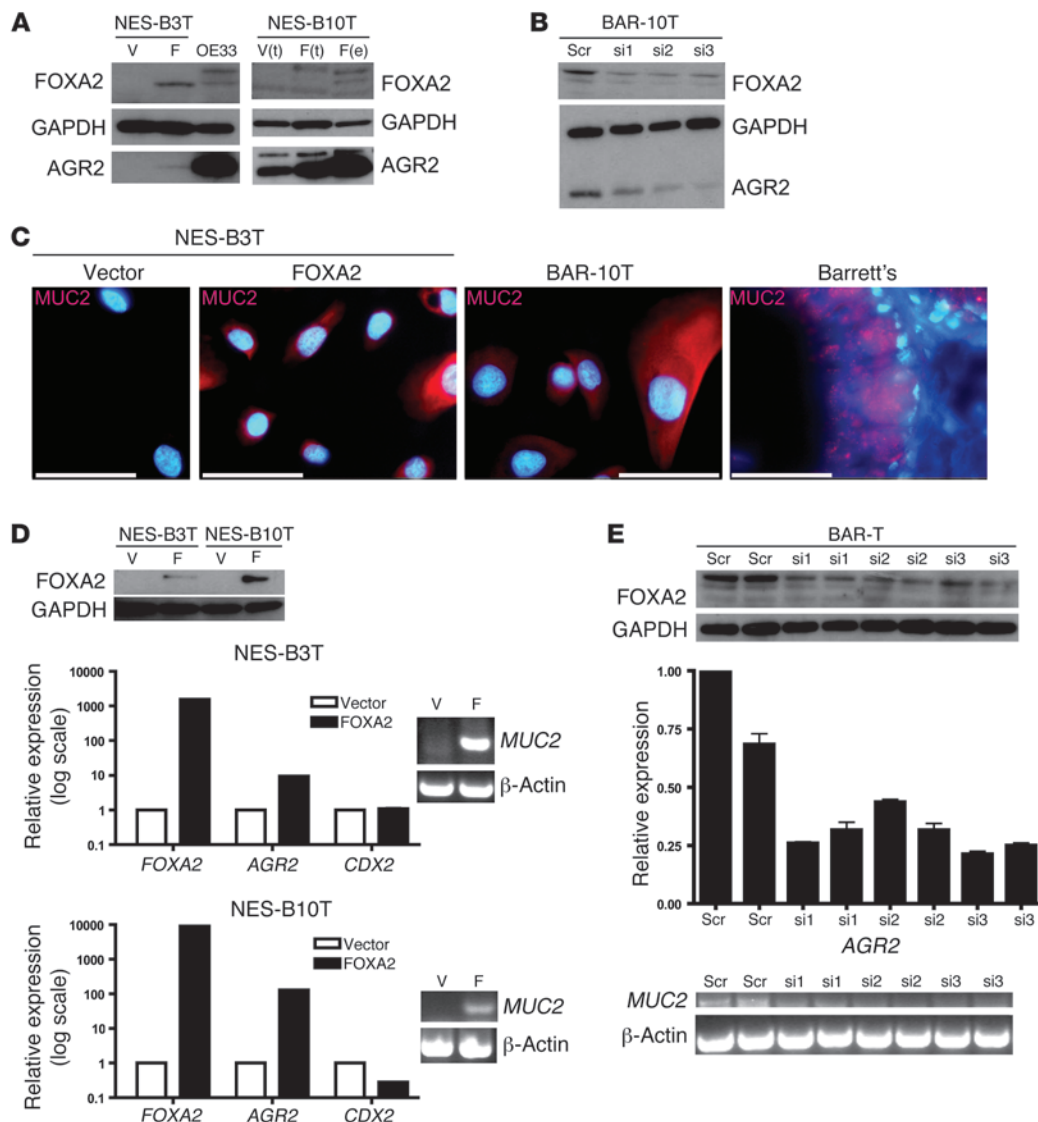 A
NES-B3T
NES-B10T
V F OE33
V(t) F(t) F(e)
FOXA2
FOXA2
GAPDH
GAPDH
AGR2
AGR2
B
BAR-10T
Scr si1 si2 si3
FOXA2
GAPDH
AGR2
C
NES-B3T
Vector
FOXA2
BAR-10T
Barrett's
MUC2
MUC2
MUC2
MUC2
D
NES-B3T NES-B10T
V F V F
FOXA2
GAPDH
NES-B3T
Relative expression
(log scale)
10000
1000
100
10
1
0.1
Vector
FOXA2
FOXA2 AGR2 CDX2
V F
MUC2
β-Actin
NES-B10T
Relative expression
(log scale)
10000
1000
100
10
1
0.1
Vector
FOXA2
FOXA2 AGR2 CDX2
V F
MUC2
β-Actin
E
BAR-T
Scr Scr si1 si1 si2 si2 si3 si3
FOXA2
GAPDH
Relative expression
1.00
0.75
0.50
0.25
0.00
Scr Scr si1 si1 si2 si2 si3 si3
AGR2
Scr Scr si1 si1 si2 si2 si3 si3
MUC2
β-Actin